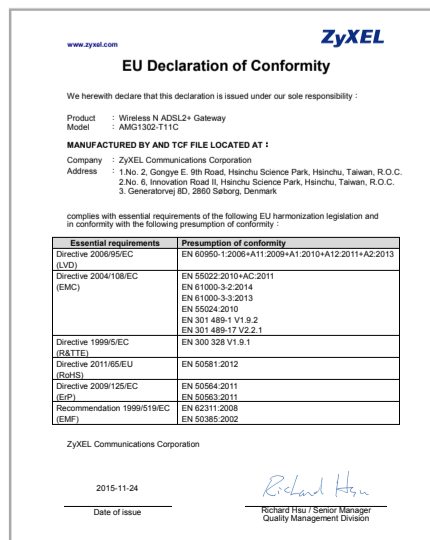 ZyXEL
www.zyxel.com
EU Declaration of Conformity
We herewith declare that this declaration is issued under our sole responsibility :
Product : Wireless N ADSL2+ Gateway
Model : AMG1302-T11C
MANUFACTURED BY AND TCF FILE LOCATED AT :
Company : ZyXEL Communications Corporation
Address : 1.No. 2, Gongye E. 9th Road, Hsinchu Science Park, Hsinchu, Taiwan, R.O.C.
2.No. 6, Innovation Road II, Hsinchu Science Park, Hsinchu, Taiwan, R.O.C.
3. Generatorvej 8D, 2860 Søborg, Denmark
complies with essential requirements of the following EU harmonization legislation and
in conformity with the following presumption of conformity :
Essential requirements Presumption of conformity
Directive 2006/95/EC EN 60950-1:2006+A11:2009+A1:2010+A12:2011+A2:2013
(LVD)
Directive 2004/108/EC EN 55022:2010+AC:2011
(EMC) EN 61000-3-2:2014
EN 61000-3-3:2013
EN 55024:2010
EN 301 489-1 V1.9.2
EN 301 489-17 V2.2.1
Directive 1999/5/EC EN 300 328 V1.9.1
(R&TTE)
Directive 2011/65/EU EN 50581:2012
(RoHS)
Directive 2009/125/EC EN 50564:2011
(ErP) EN 50563:2011
Recommendation 1999/519/EC EN 62311:2008
(EMF) EN 50385:2002
ZyXEL Communications Corporation
2015-11-24 Richard Hsu
Date of issue Richard Hsu / Senior Manager
Quality Management Division